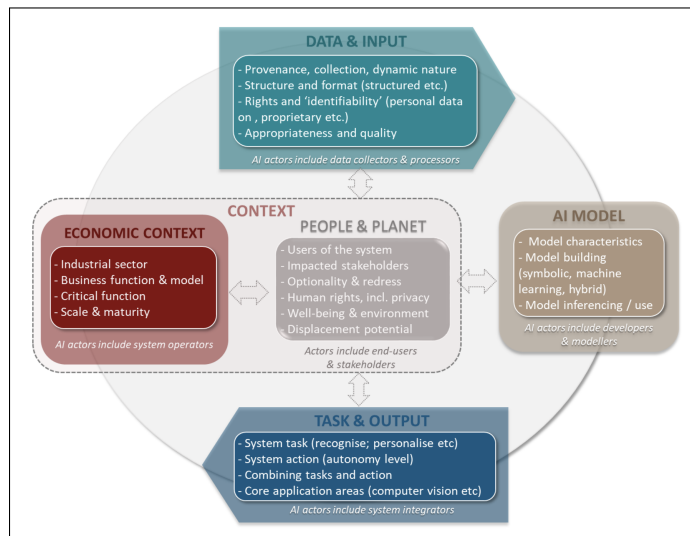 DATA & INPUT
- Provenance, collection, dynamic nature
- Structure and format (structured etc.)
- Rights and ‘identifiability’ (personal data
on , proprietary etc.)
- Appropriateness and quality
AI actors include data collectors & processors
CONTEXT
ECONOMIC CONTEXT
- Industrial sector
- Business function & model
- Critical function
- Scale & maturity
AI actors include system operators
PEOPLE & PLANET
- Users of the system
- Impacted stakeholders
- Optionality & redress
- Human rights, incl. privacy
- Well-being & environment
- Displacement potential
Actors include end-users
& stakeholders
AI MODEL
- Model characteristics
- Model building
(symbolic, machine
learning, hybrid)
- Model inferencing / use
AI actors include developers
& modellers
TASK & OUTPUT
- System task (recognise; personalise etc)
- System action (autonomy level)
- Combining tasks and action
- Core application areas (computer vision etc)
AI actors include system integrators